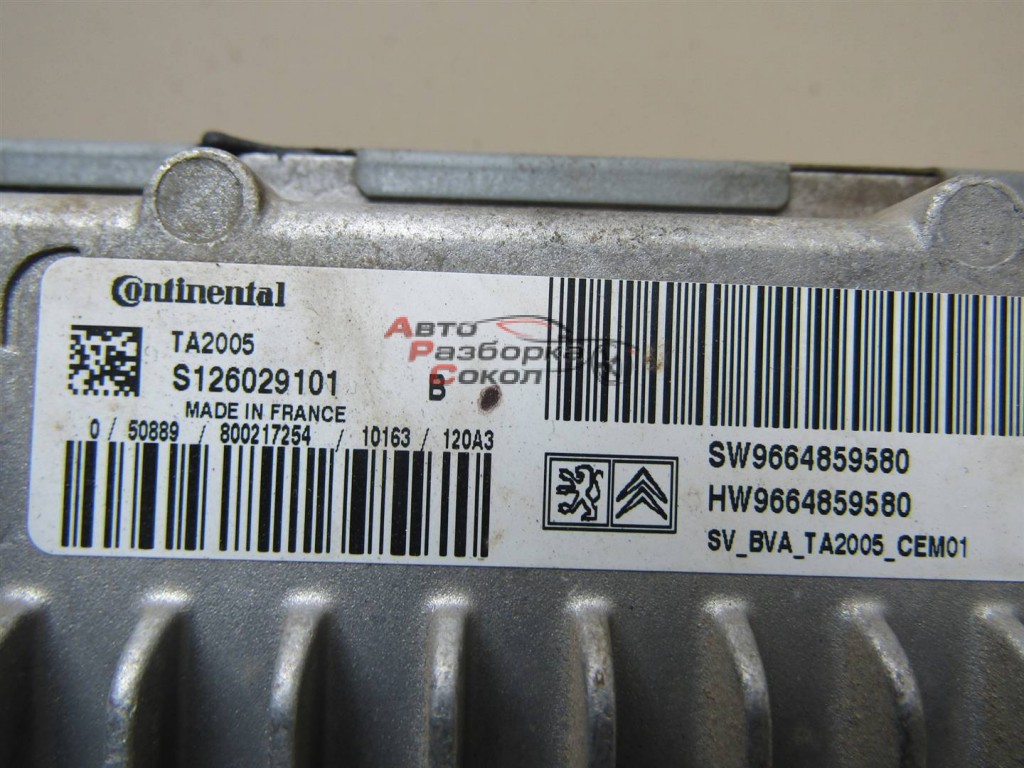 Continental
TA2005
S126029101 B
MADE IN FRANCE
0 / 50889 / 800217254 / 10163 / 120A3
SW9664859580
HW9664859580
SV_BVA_TA2005_CEM01
Авто
Разборка
Сокол